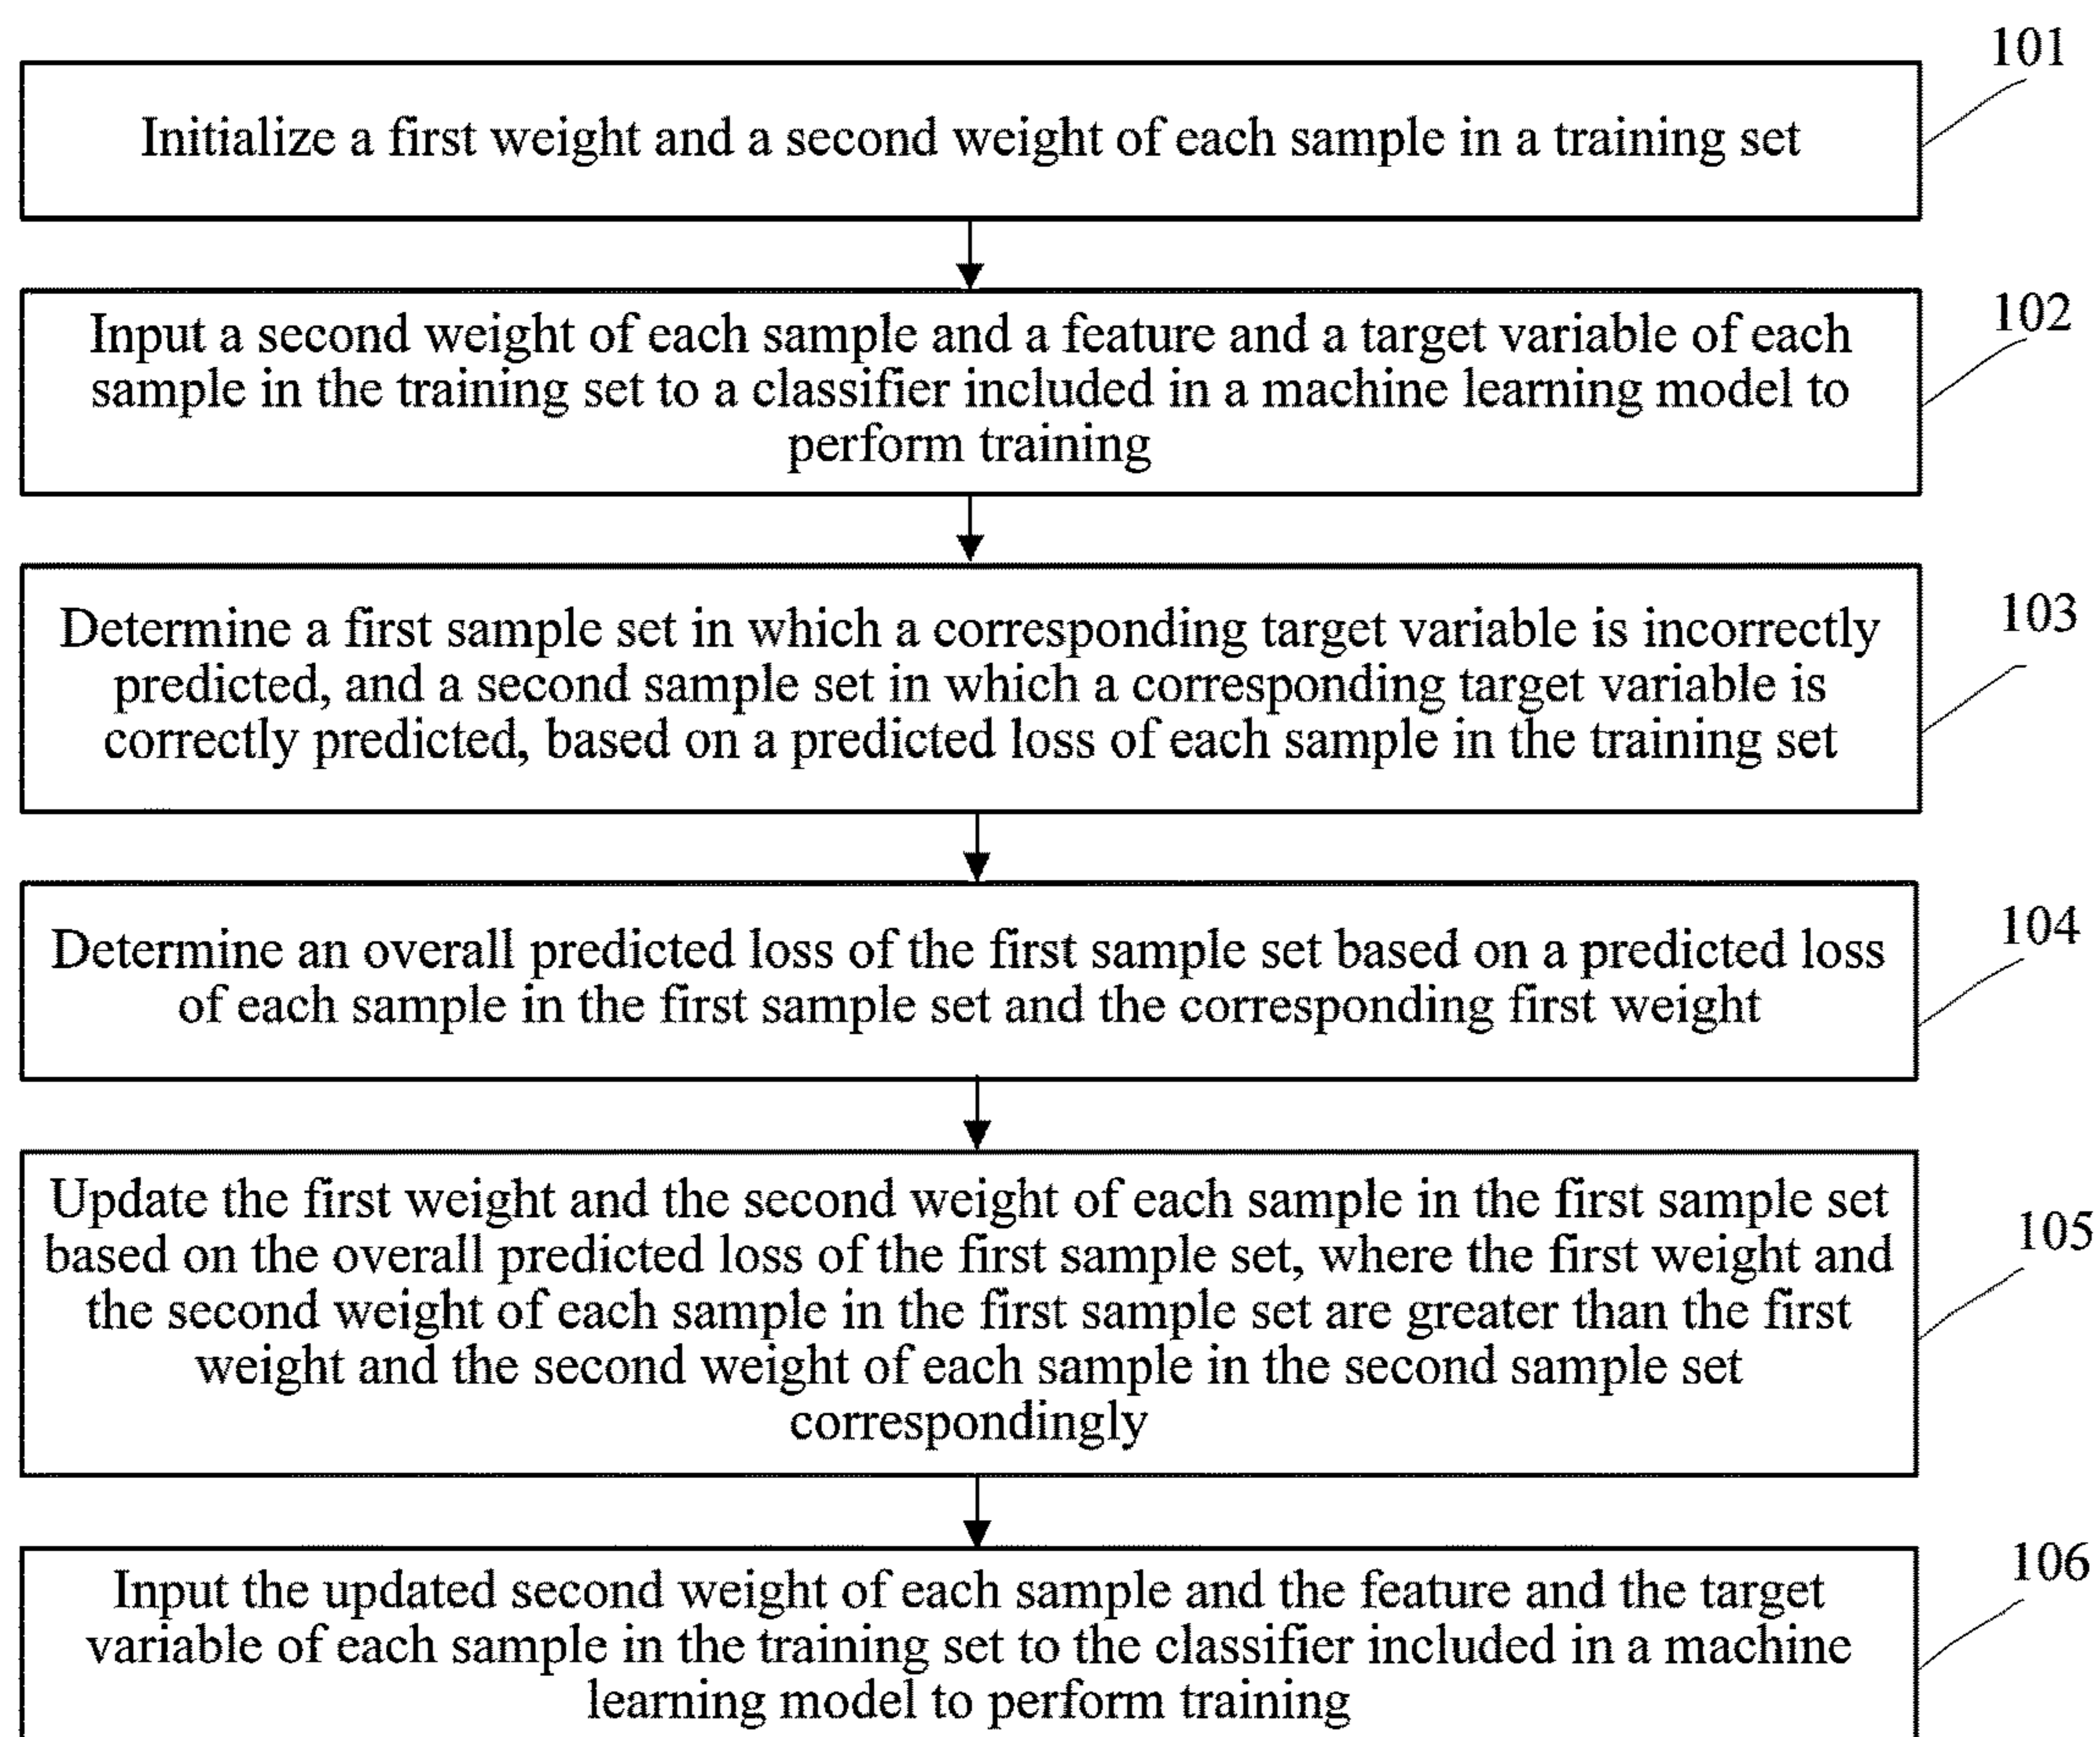 101
Initialize a first weight and a second weight of each sample in a training set
102
Input a second weight of each sample and a feature and a target variable of each
sample in the training set to a classifier included in a machine learning model to
perform training
103
Determine a first sample set in which a corresponding target variable is incorrectly
predicted, and a second sample set in which a corresponding target variable is
correctly predicted, based on a predicted loss of each sample in the training set
104
Determine an overall predicted loss of the first sample set based on a predicted loss
of each sample in the first sample set and the corresponding first weight
105
Update the first weight and the second weight of each sample in the first sample set
based on the overall predicted loss of the first sample set, where the first weight and
the second weight of each sample in the first sample set are greater than the first
weight and the second weight of each sample in the second sample set
correspondingly
106
Input the updated second weight of each sample and the feature and the target
variable of each sample in the training set to the classifier included in a machine
learning model to perform training